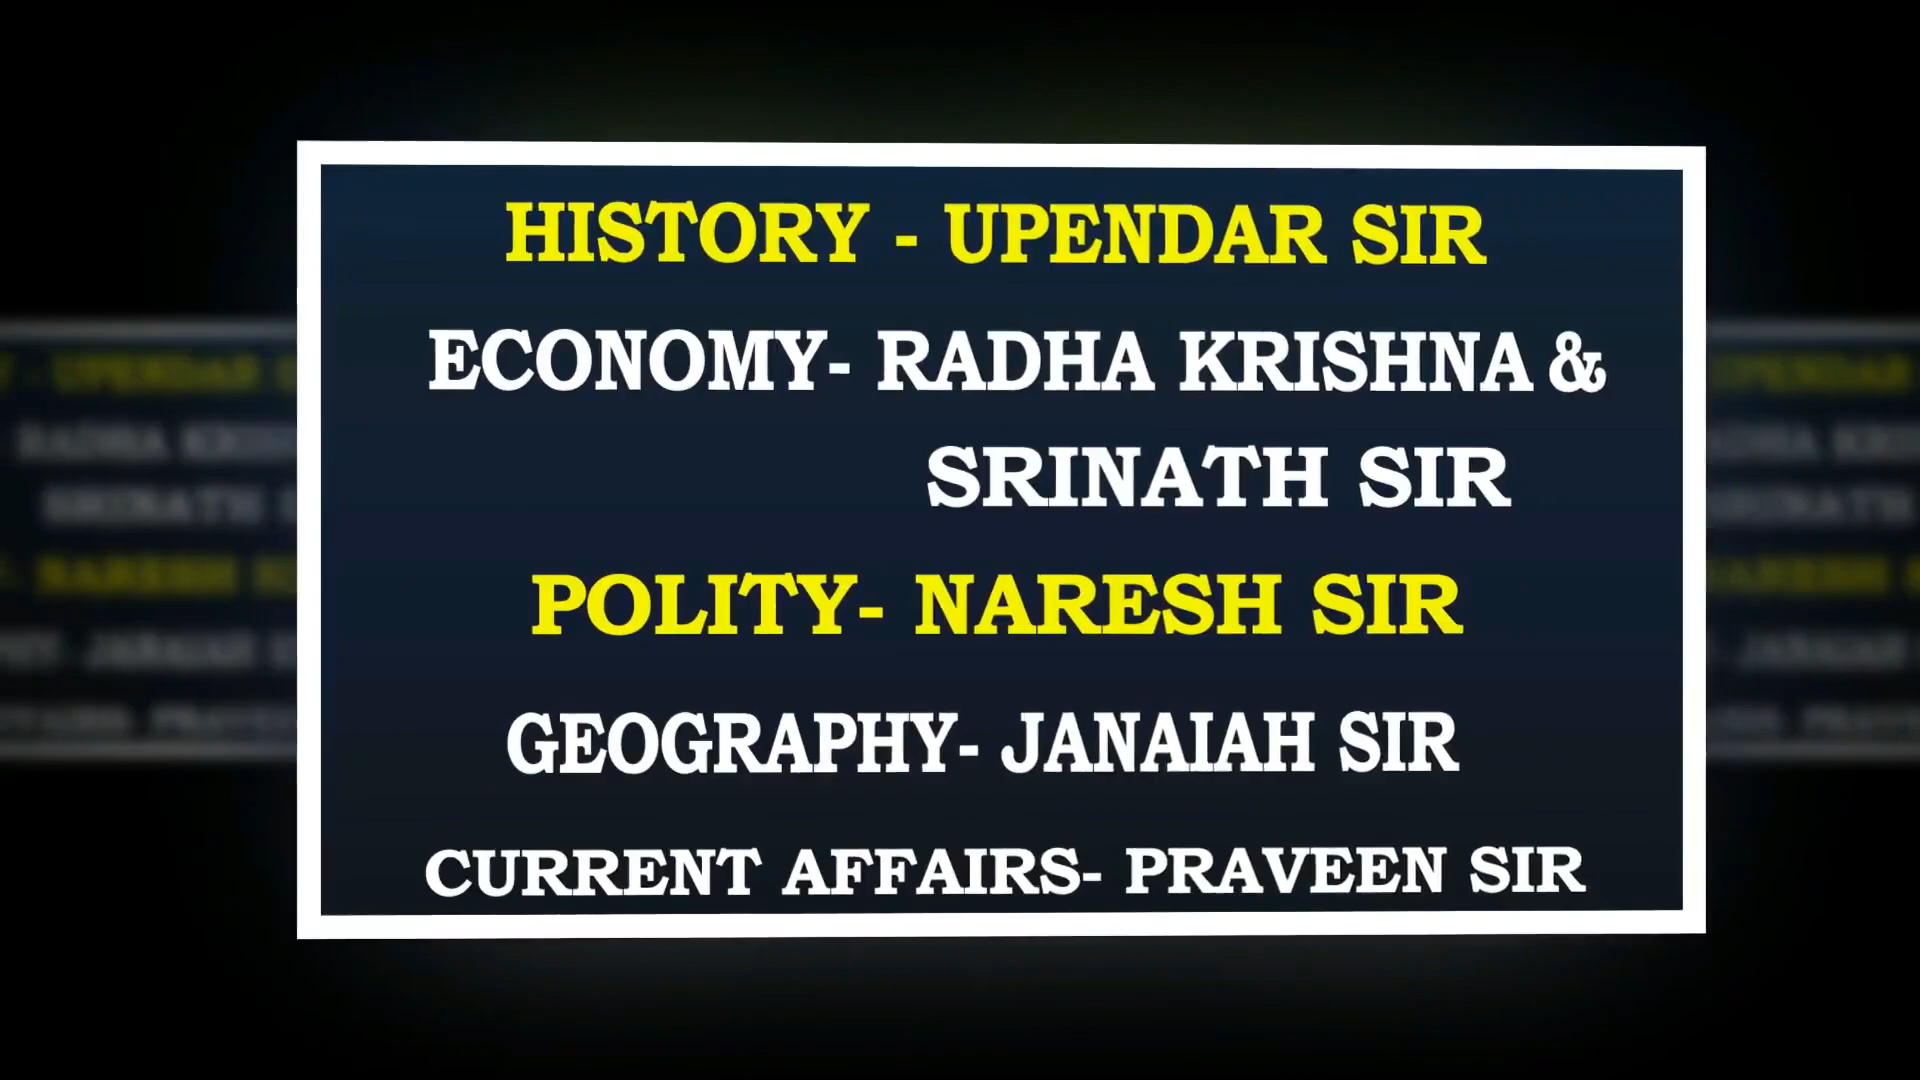 HISTORY - UPENDAR SIR
ECONOMY- RADHA KRISHNA &
SRINATH SIR
POLITY- NARESH SIR
GEOGRAPHY- JANAIAH SIR
CURRENT AFFAIRS- PRAVEEN SIR